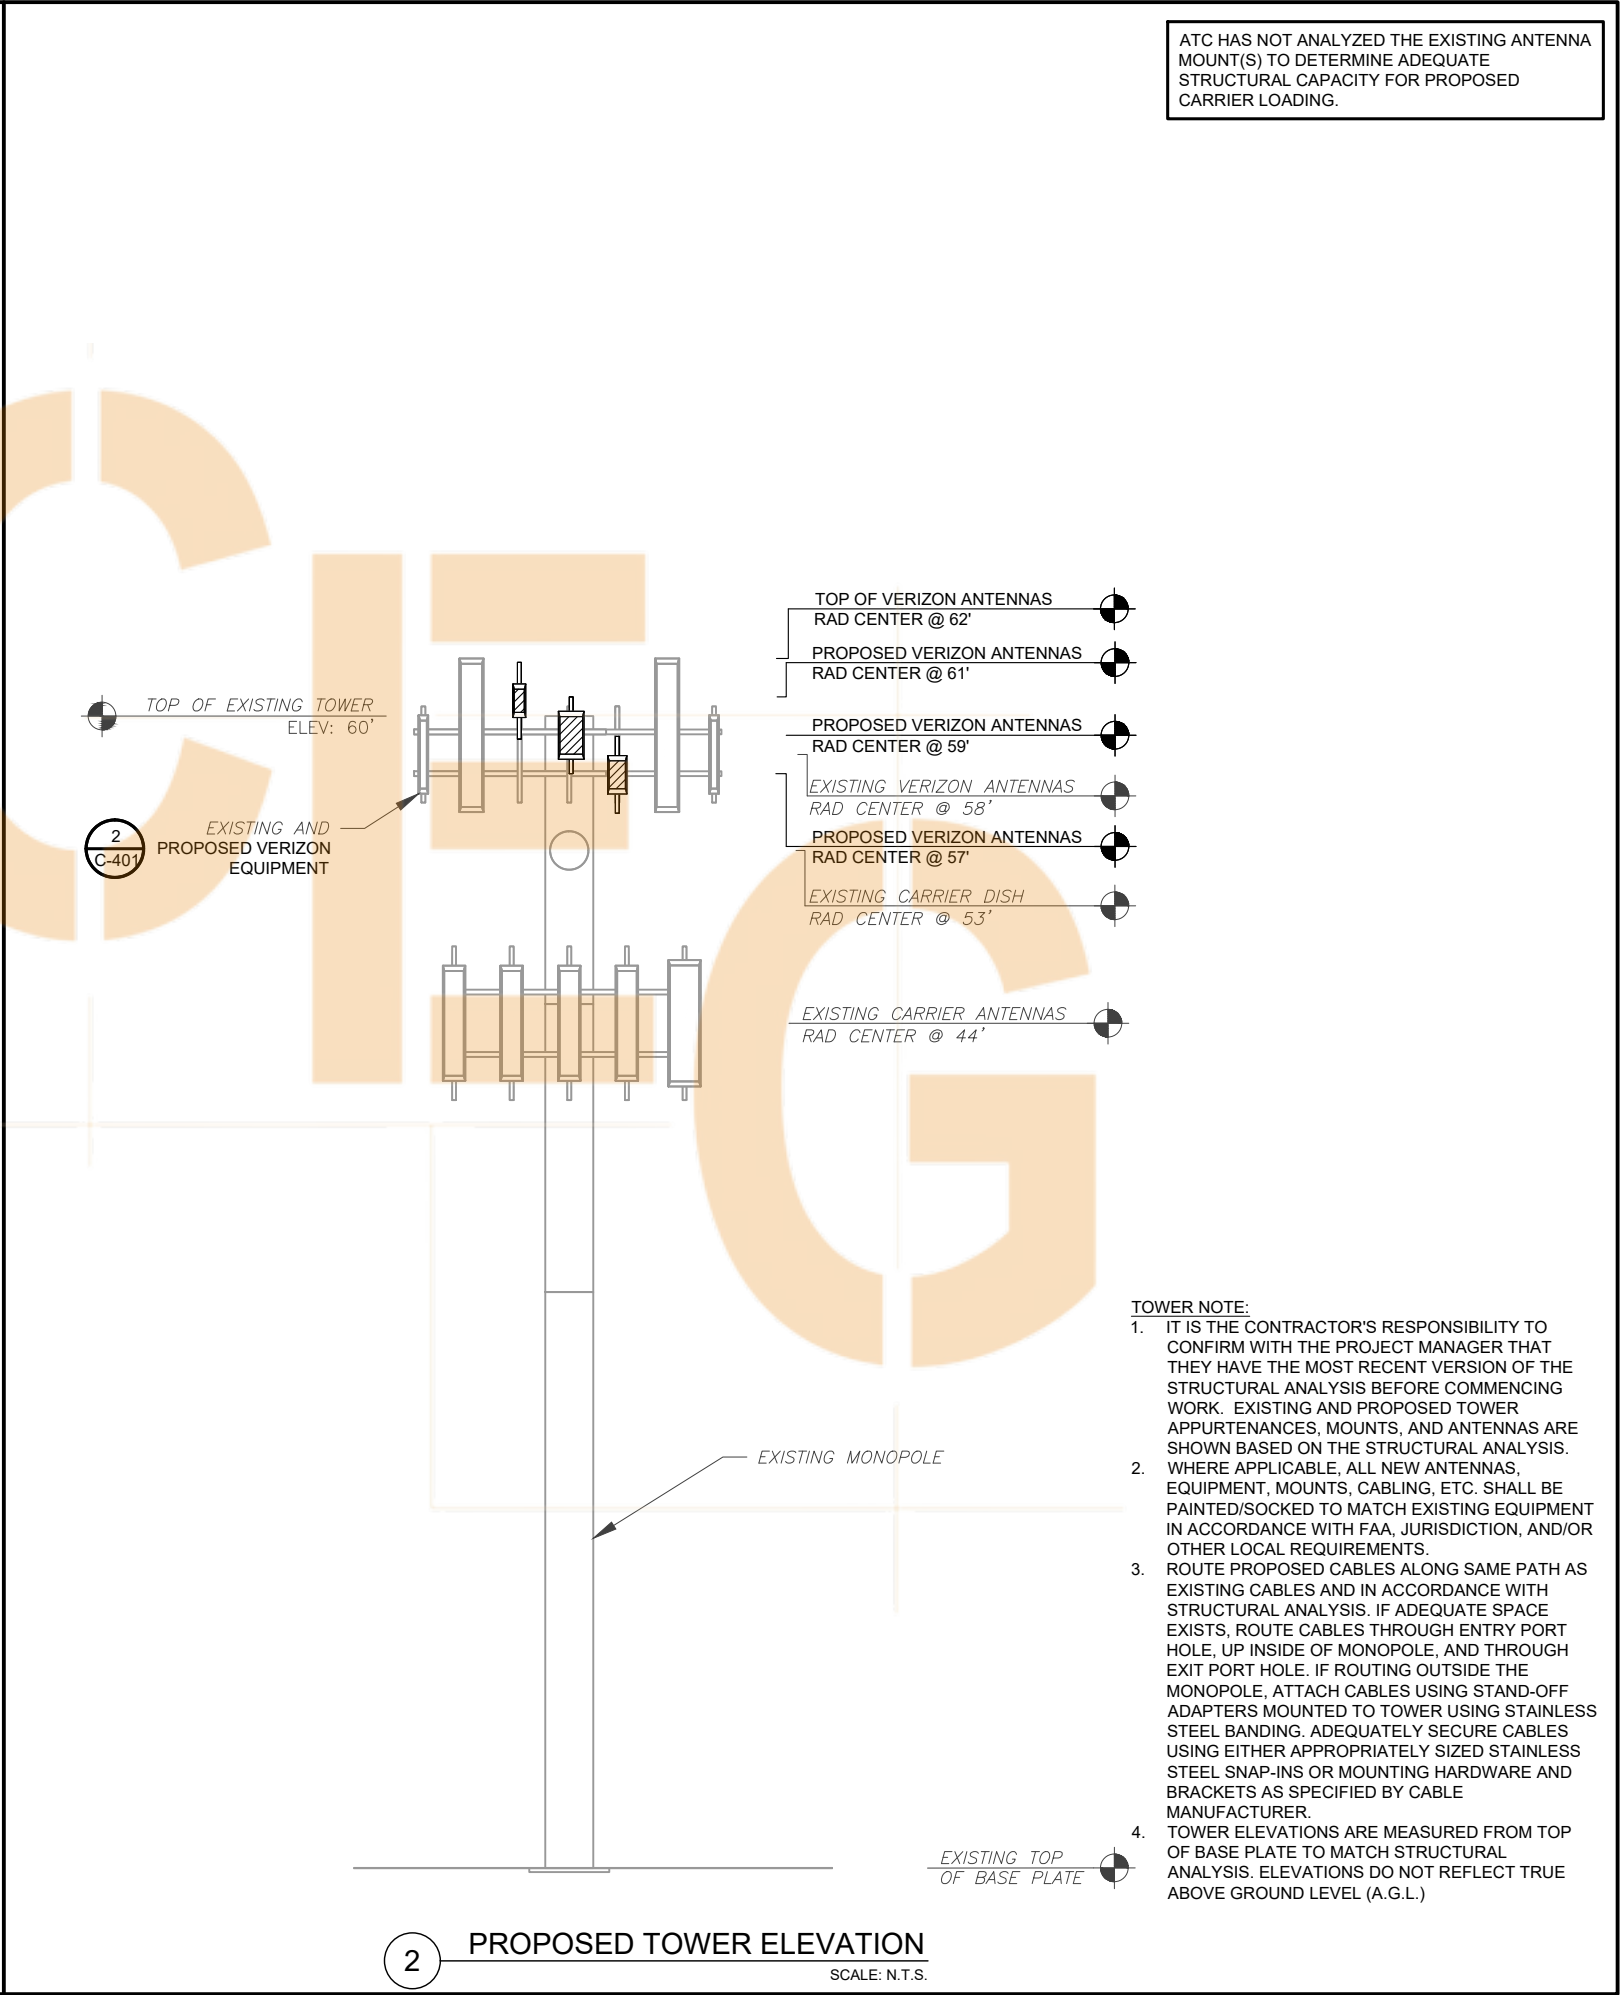 ATC HAS NOT ANALYZED THE EXISTING ANTENNA
MOUNT(S) TO DETERMINE ADEQUATE
STRUCTURAL CAPACITY FOR PROPOSED
CARRIER LOADING.
TOP OF VERIZON ANTENNAS
RAD CENTER @ 62'
PROPOSED VERIZON ANTENNAS
RAD CENTER @ 61'
TOP OF EXISTING TOWER
ELEV: 60'
PROPOSED VERIZON ANTENNAS
RAD CENTER @ 59'
EXISTING VERIZON ANTENNAS
RAD CENTER @ 58'
2
C-401
EXISTING AND
PROPOSED VERIZON
EQUIPMENT
PROPOSED VERIZON ANTENNAS
RAD CENTER @ 57'
EXISTING CARRIER DISH
RAD CENTER @ 53'
EXISTING CARRIER ANTENNAS
RAD CENTER @ 44'
CIEG
EXISTING MONOPOLE
TOWER NOTE:
1. IT IS THE CONTRACTOR'S RESPONSIBILITY TO
CONFIRM WITH THE PROJECT MANAGER THAT
THEY HAVE THE MOST RECENT VERSION OF THE
STRUCTURAL ANALYSIS BEFORE COMMENCING
WORK. EXISTING AND PROPOSED TOWER
APPURTENANCES, MOUNTS, AND ANTENNAS ARE
SHOWN BASED ON THE STRUCTURAL ANALYSIS.
2. WHERE APPLICABLE, ALL NEW ANTENNAS,
EQUIPMENT, MOUNTS, CABLING, ETC. SHALL BE
PAINTED/SOCKED TO MATCH EXISTING EQUIPMENT
IN ACCORDANCE WITH FAA, JURISDICTION, AND/OR
OTHER LOCAL REQUIREMENTS.
3. ROUTE PROPOSED CABLES ALONG SAME PATH AS
EXISTING CABLES AND IN ACCORDANCE WITH
STRUCTURAL ANALYSIS. IF ADEQUATE SPACE
EXISTS, ROUTE CABLES THROUGH ENTRY PORT
HOLE, UP INSIDE OF MONOPOLE, AND THROUGH
EXIT PORT HOLE. IF ROUTING OUTSIDE THE
MONOPOLE, ATTACH CABLES USING STAND-OFF
ADAPTERS MOUNTED TO TOWER USING STAINLESS
STEEL BANDING. ADEQUATELY SECURE CABLES
USING EITHER APPROPRIATELY SIZED STAINLESS
STEEL SNAP-INS OR MOUNTING HARDWARE AND
BRACKETS AS SPECIFIED BY CABLE
MANUFACTURER.
4. TOWER ELEVATIONS ARE MEASURED FROM TOP
OF BASE PLATE TO MATCH STRUCTURAL
ANALYSIS. ELEVATIONS DO NOT REFLECT TRUE
ABOVE GROUND LEVEL (A.G.L.)
EXISTING TOP
OF BASE PLATE
2
PROPOSED TOWER ELEVATION
SCALE: N.T.S.